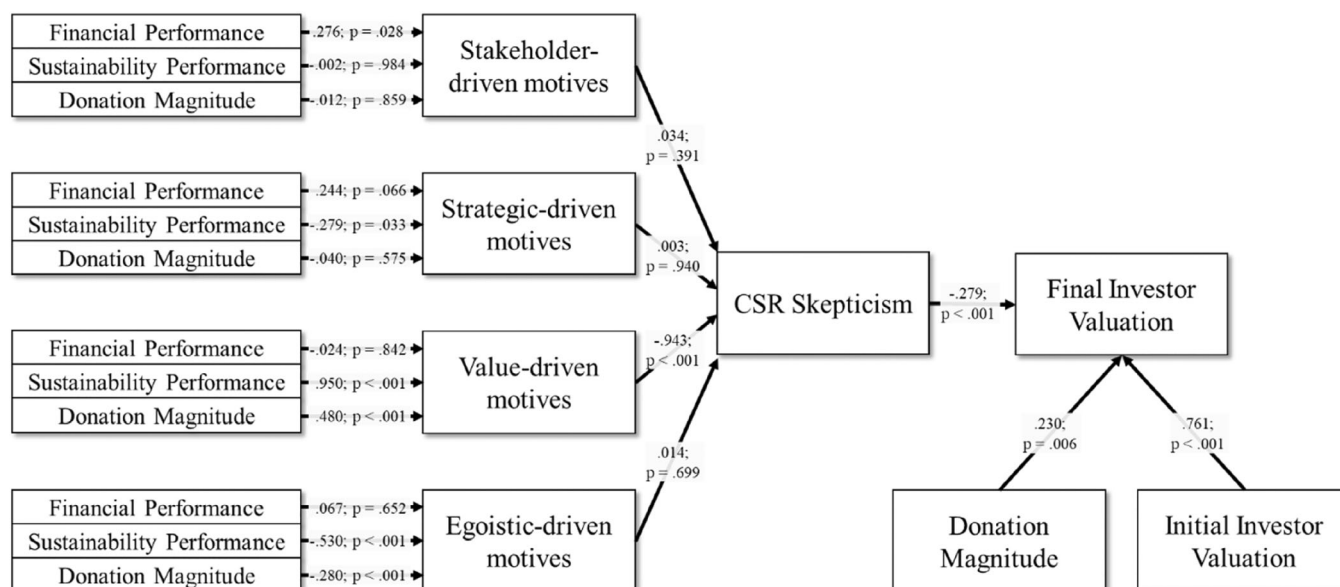 Financial Performance
.276; p = .028
Sustainability Performance
-.002; p = .984
Donation Magnitude
-.012; p = .859
Stakeholder-
driven motives
.034;
p = .391
Financial Performance
.244; p = .066
Sustainability Performance
-.279; p = .033
Donation Magnitude
-.040; p = .575
Strategic-driven
motives
.003;
p = .940
Financial Performance
-.024; p = .842
Sustainability Performance
.950; p < .001
Donation Magnitude
.480; p < .001
Value-driven
motives
-.943;
p < .001
Financial Performance
.067; p = .652
Sustainability Performance
-.530; p < .001
Donation Magnitude
-.280; p < .001
Egoistic-driven
motives
.014;
p = .699
CSR Skepticism
-.279;
p < .001
Final Investor
Valuation
.230;
p = .006
.761;
p < .001
Donation
Magnitude
Initial Investor
Valuation